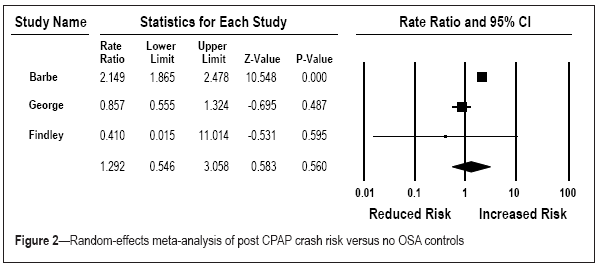 Study Name Statistics for Each Study Rate Ratio and 95% CI
Rate Ratio Lower Limit Upper Limit Z-Value P-Value
Barbe 2.149 1.865 2.478 10.548 0.000
George 0.857 0.555 1.324 -0.695 0.487
Findley 0.410 0.015 11.014 -0.531 0.595
1.292 0.546 3.058 0.583 0.560
0.01 0.1 1 10 100
Reduced Risk Increased Risk
Figure 2—Random-effects meta-analysis of post CPAP crash risk versus no OSA controls